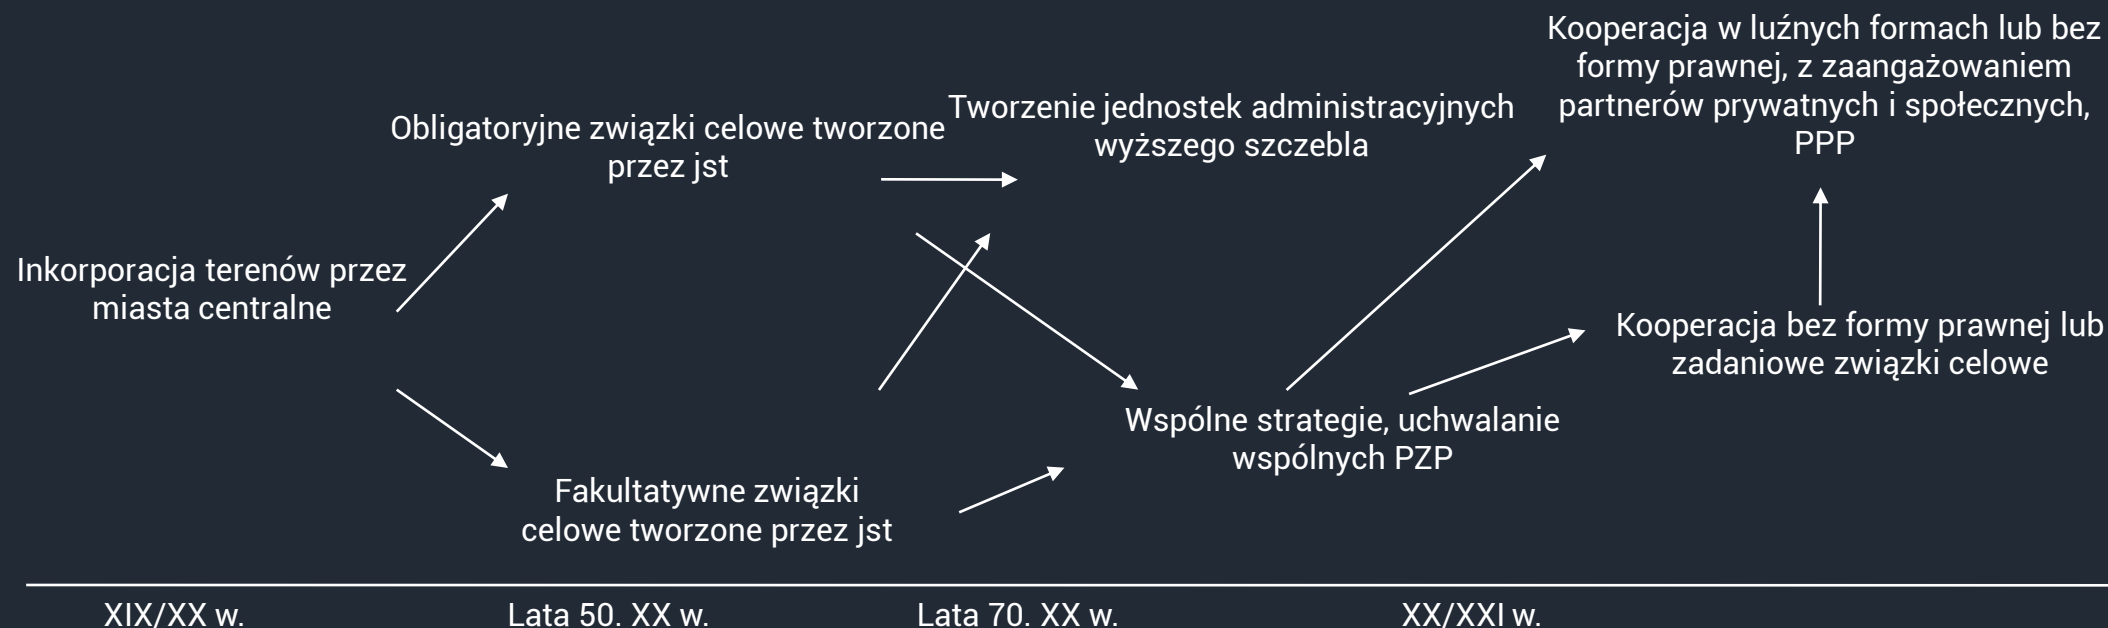 Kooperacja w luźnych formach lub bez
formy prawnej, z zaangażowaniem
partnerów prywatnych i społecznych,
PPP
Tworzenie jednostek administracyjnych
wyższego szczebla
Obligatoryjne związki celowe tworzone
przez jst
Inkorporacja terenów przez
miasta centralne
Kooperacja bez formy prawnej lub
zadaniowe związki celowe
Wspólne strategie, uchwalanie
wspólnych PZP
Fakultatywne związki
celowe tworzone przez jst
XIX/XX w.
Lata 50. XX w.
Lata 70. XX w.
XX/XXI w.